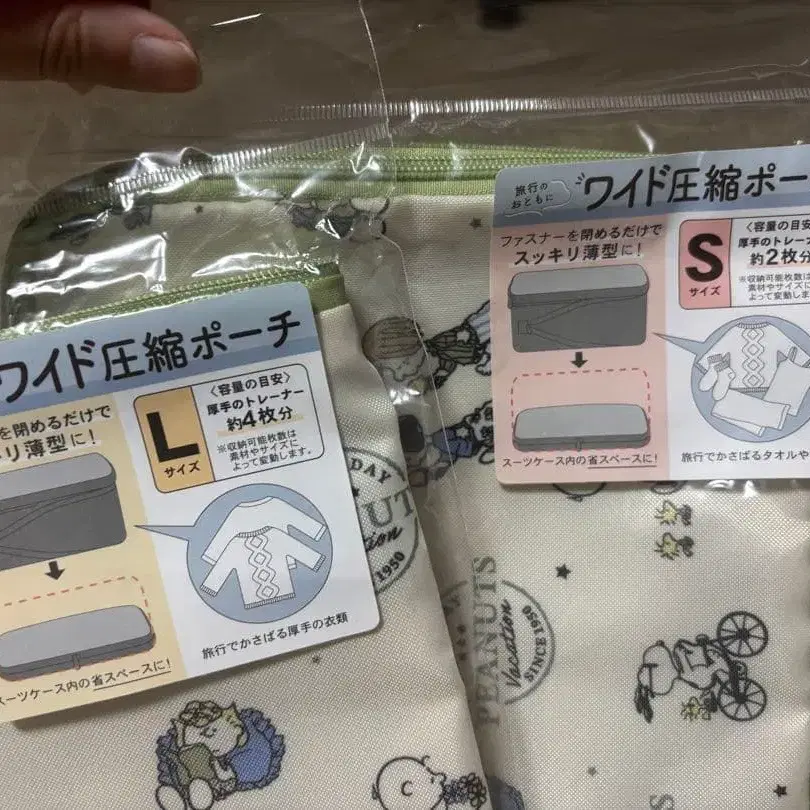 旅行の
おともに
ワイド圧縮ポー
ファスナーを閉めるだけで
スッキリ薄型に!
S
サイズ
〈容量の目安
厚手のトレー
約2枚分
※収納可能枚数は
素材やサイズに
よって変動しま
スーツケース内の省スペースに!
旅行でかさばるタオルや
ワイド圧縮ポーチ
を閉めるだけで
キリ薄型に!
L
サイズ
〈容量の目安〉
厚手のトレーナー
約4枚分
※収納可能枚数は
素材やサイズに
よって変動します。
スーツケース内の省スペースに!
旅行でかさばる厚手の衣類
DAY
NUTS
ation
1950
PEANUTS
Vacation
SINCE 1950